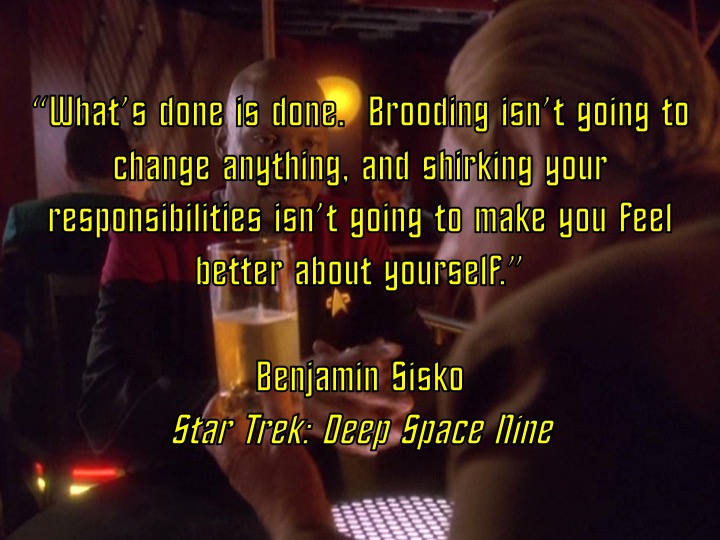 “What’s done is done.  Brooding isn’t going to
change anything, and shirking your
responsibilities isn’t going to make you feel
better about yourself.”
Benjamin Sisko
Star Trek: Deep Space Nine